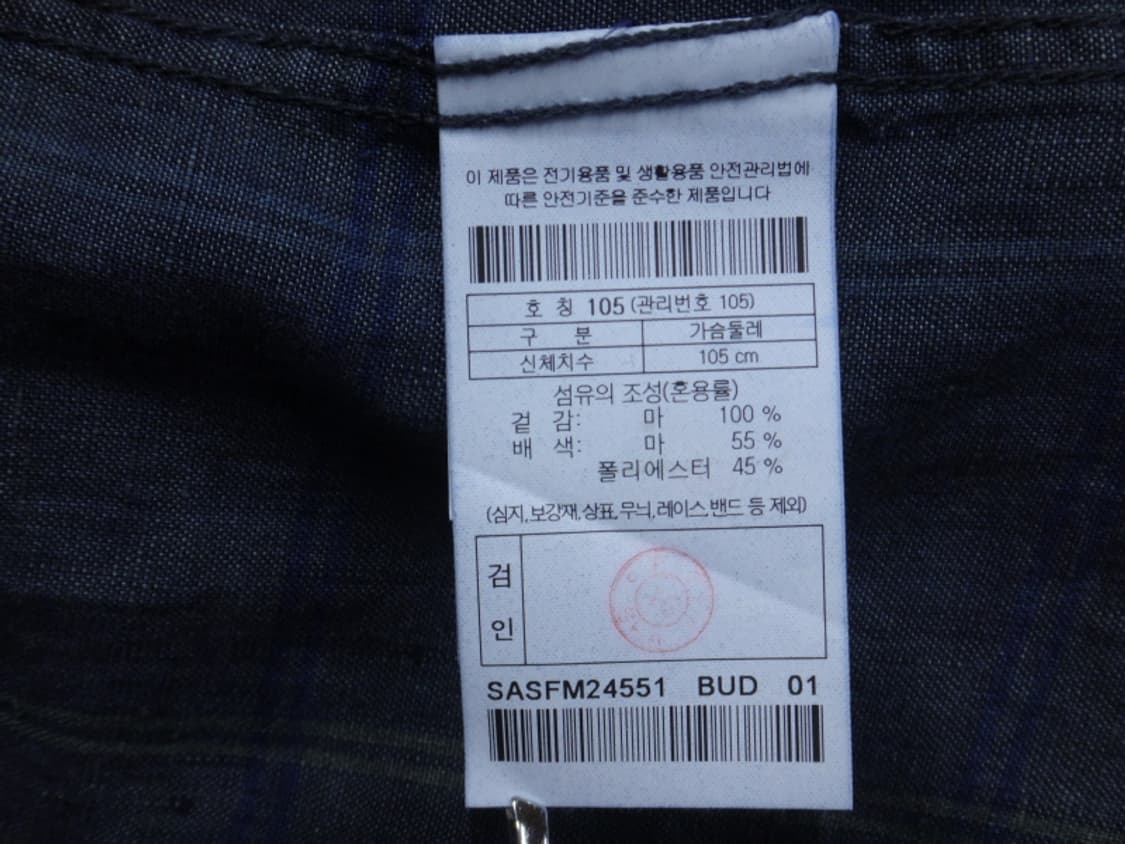 이 제품은 전기용품 및 생활용품 안전관리법에
따른 안전기준을 준수한 제품입니다
호 칭 105 (관리번호 105)
구 분 가슴둘레
신체치수 105 cm
섬유의 조성(혼용률)
겉 감: 마 100 %
배 색: 마 55 %
폴리에스터 45 %
(심지,보강재,상표,무늬,레이스,밴드 등 제외)
검
인
SASFM24551 BUD 01